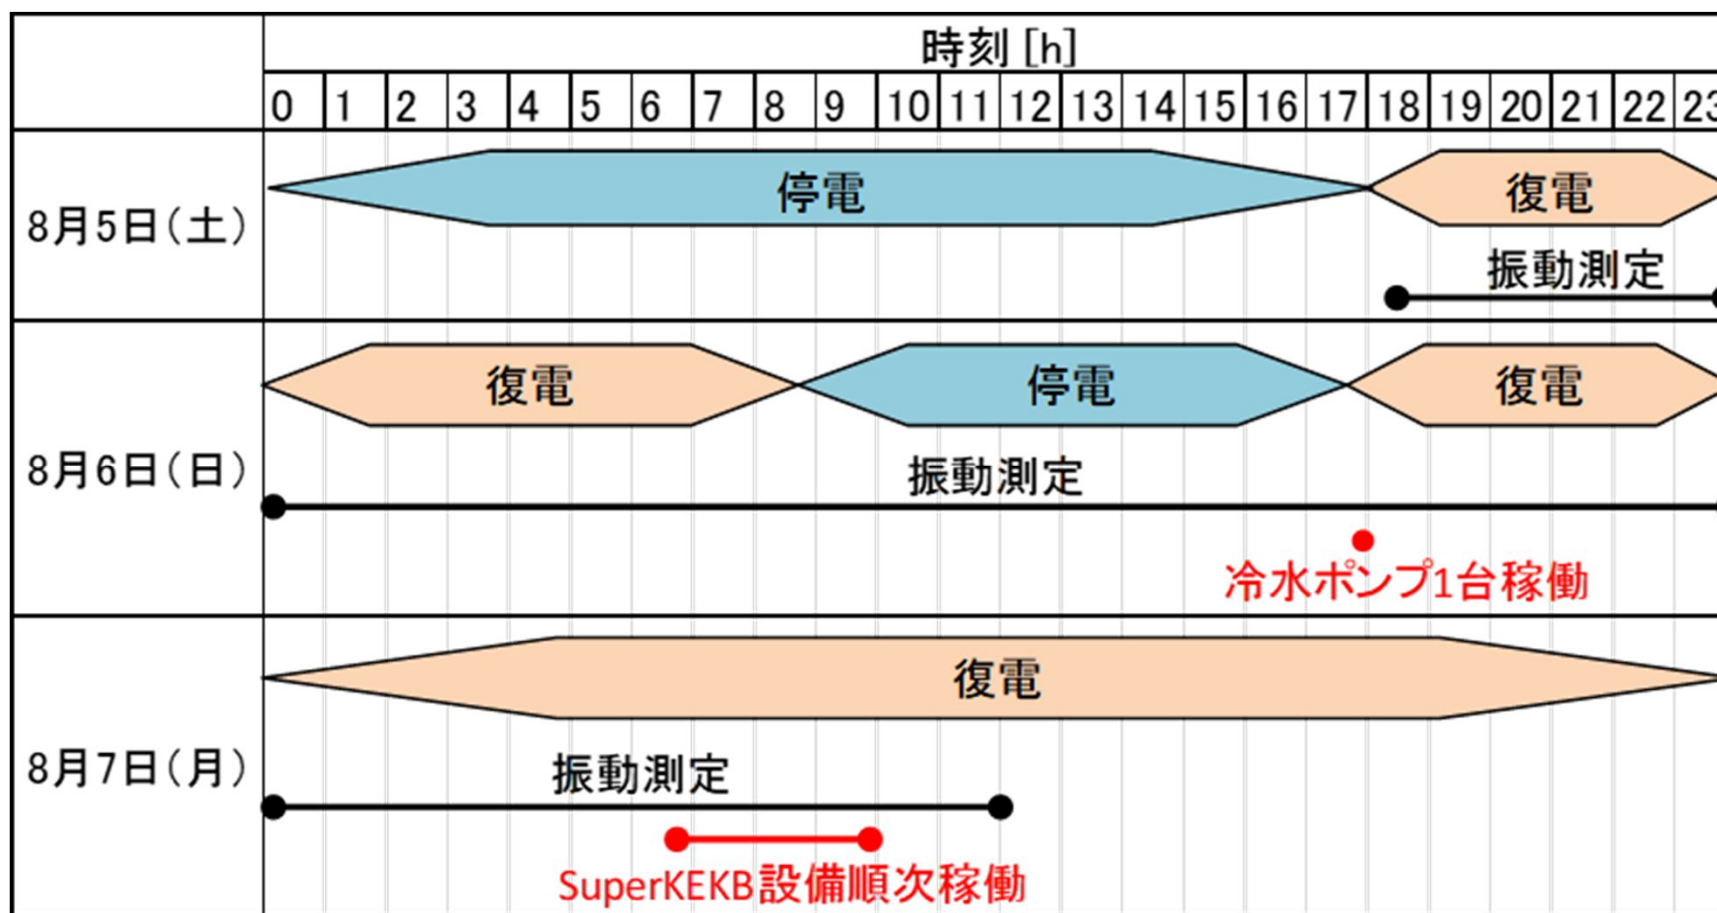 時刻 [h]
0 1 2 3 4 5 6 7 8 9 10 11 12 13 14 15 16 17 18 19 20 21 22 23
8月5日(土)
停電
復電
振動測定
8月6日(日)
復電
停電
復電
振動測定
冷水ポンプ1台稼働
8月7日(月)
復電
振動測定
SuperKEKB設備順次稼働